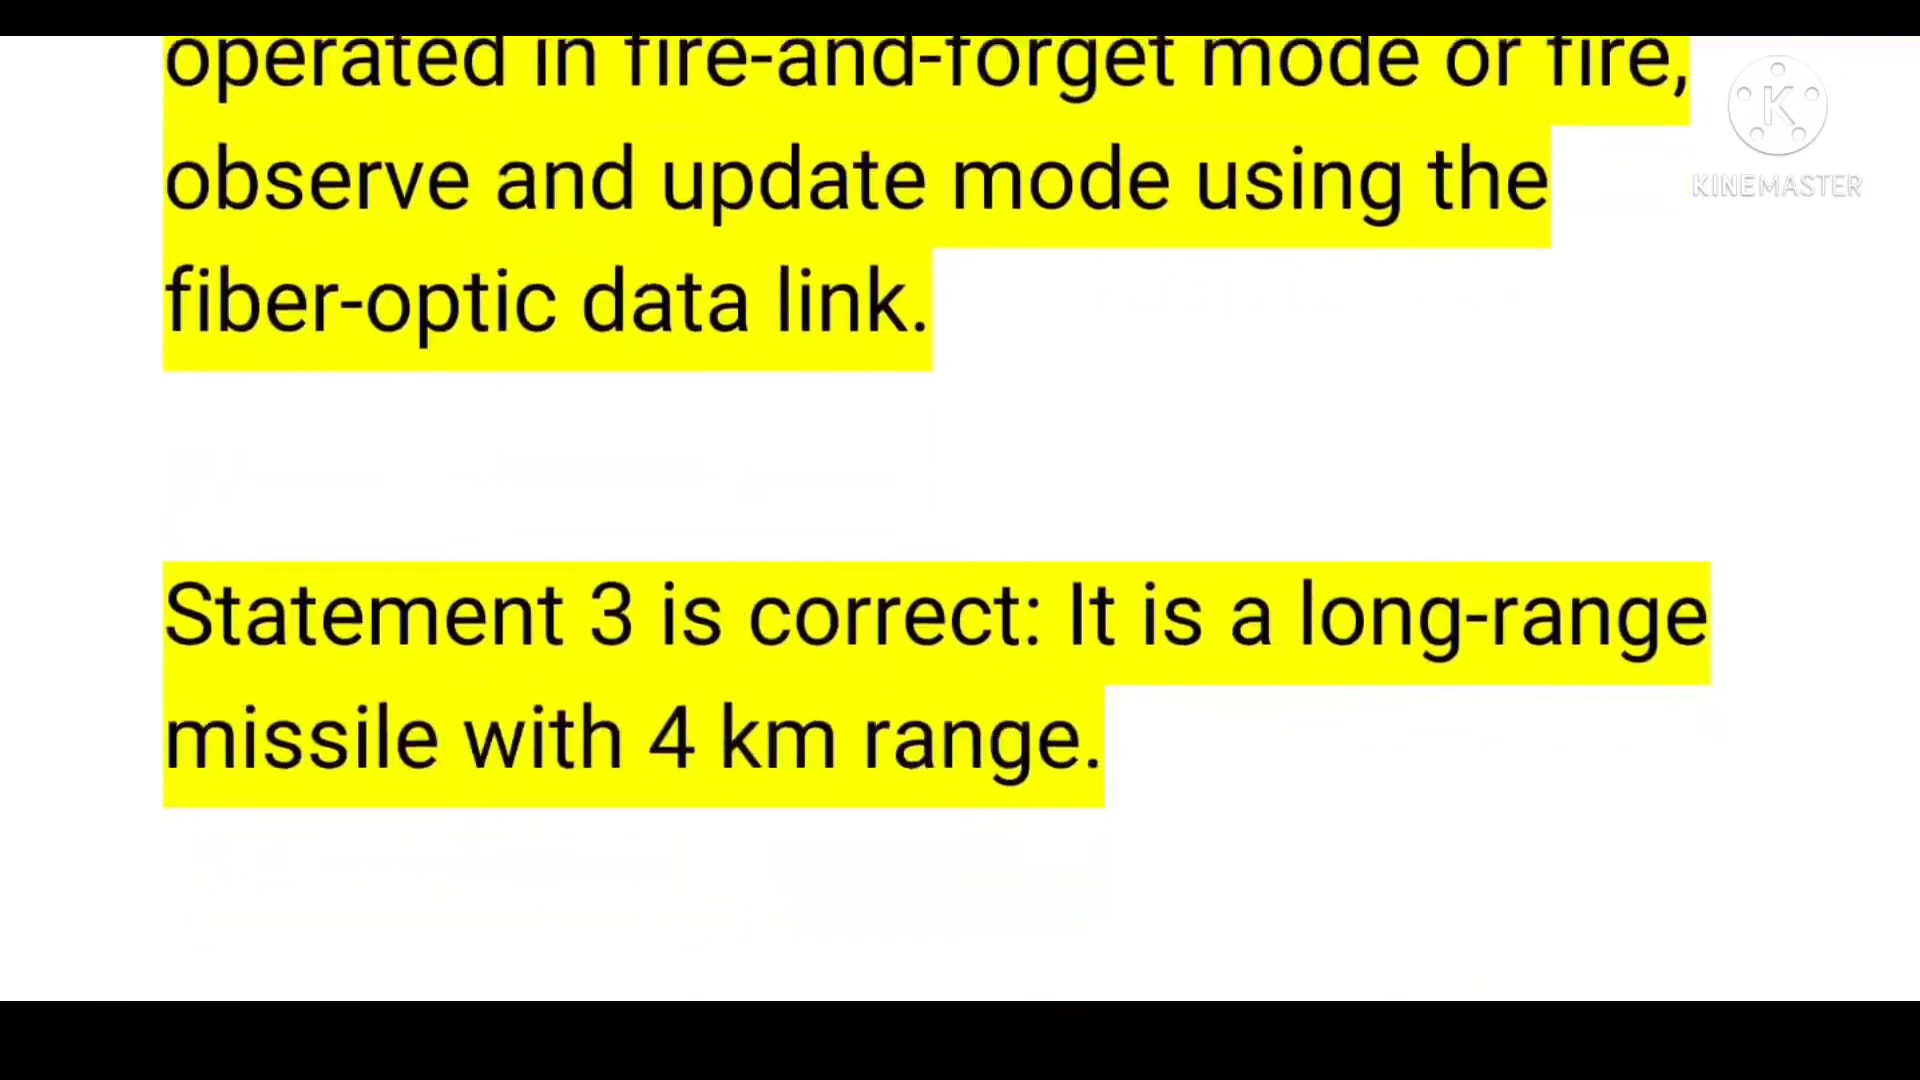 operated in fire-and-forget mode or fire,
observe and update mode using the
fiber-optic data link.
Statement 3 is correct: It is a long-range
missile with 4 km range.
K
KINEMASTER